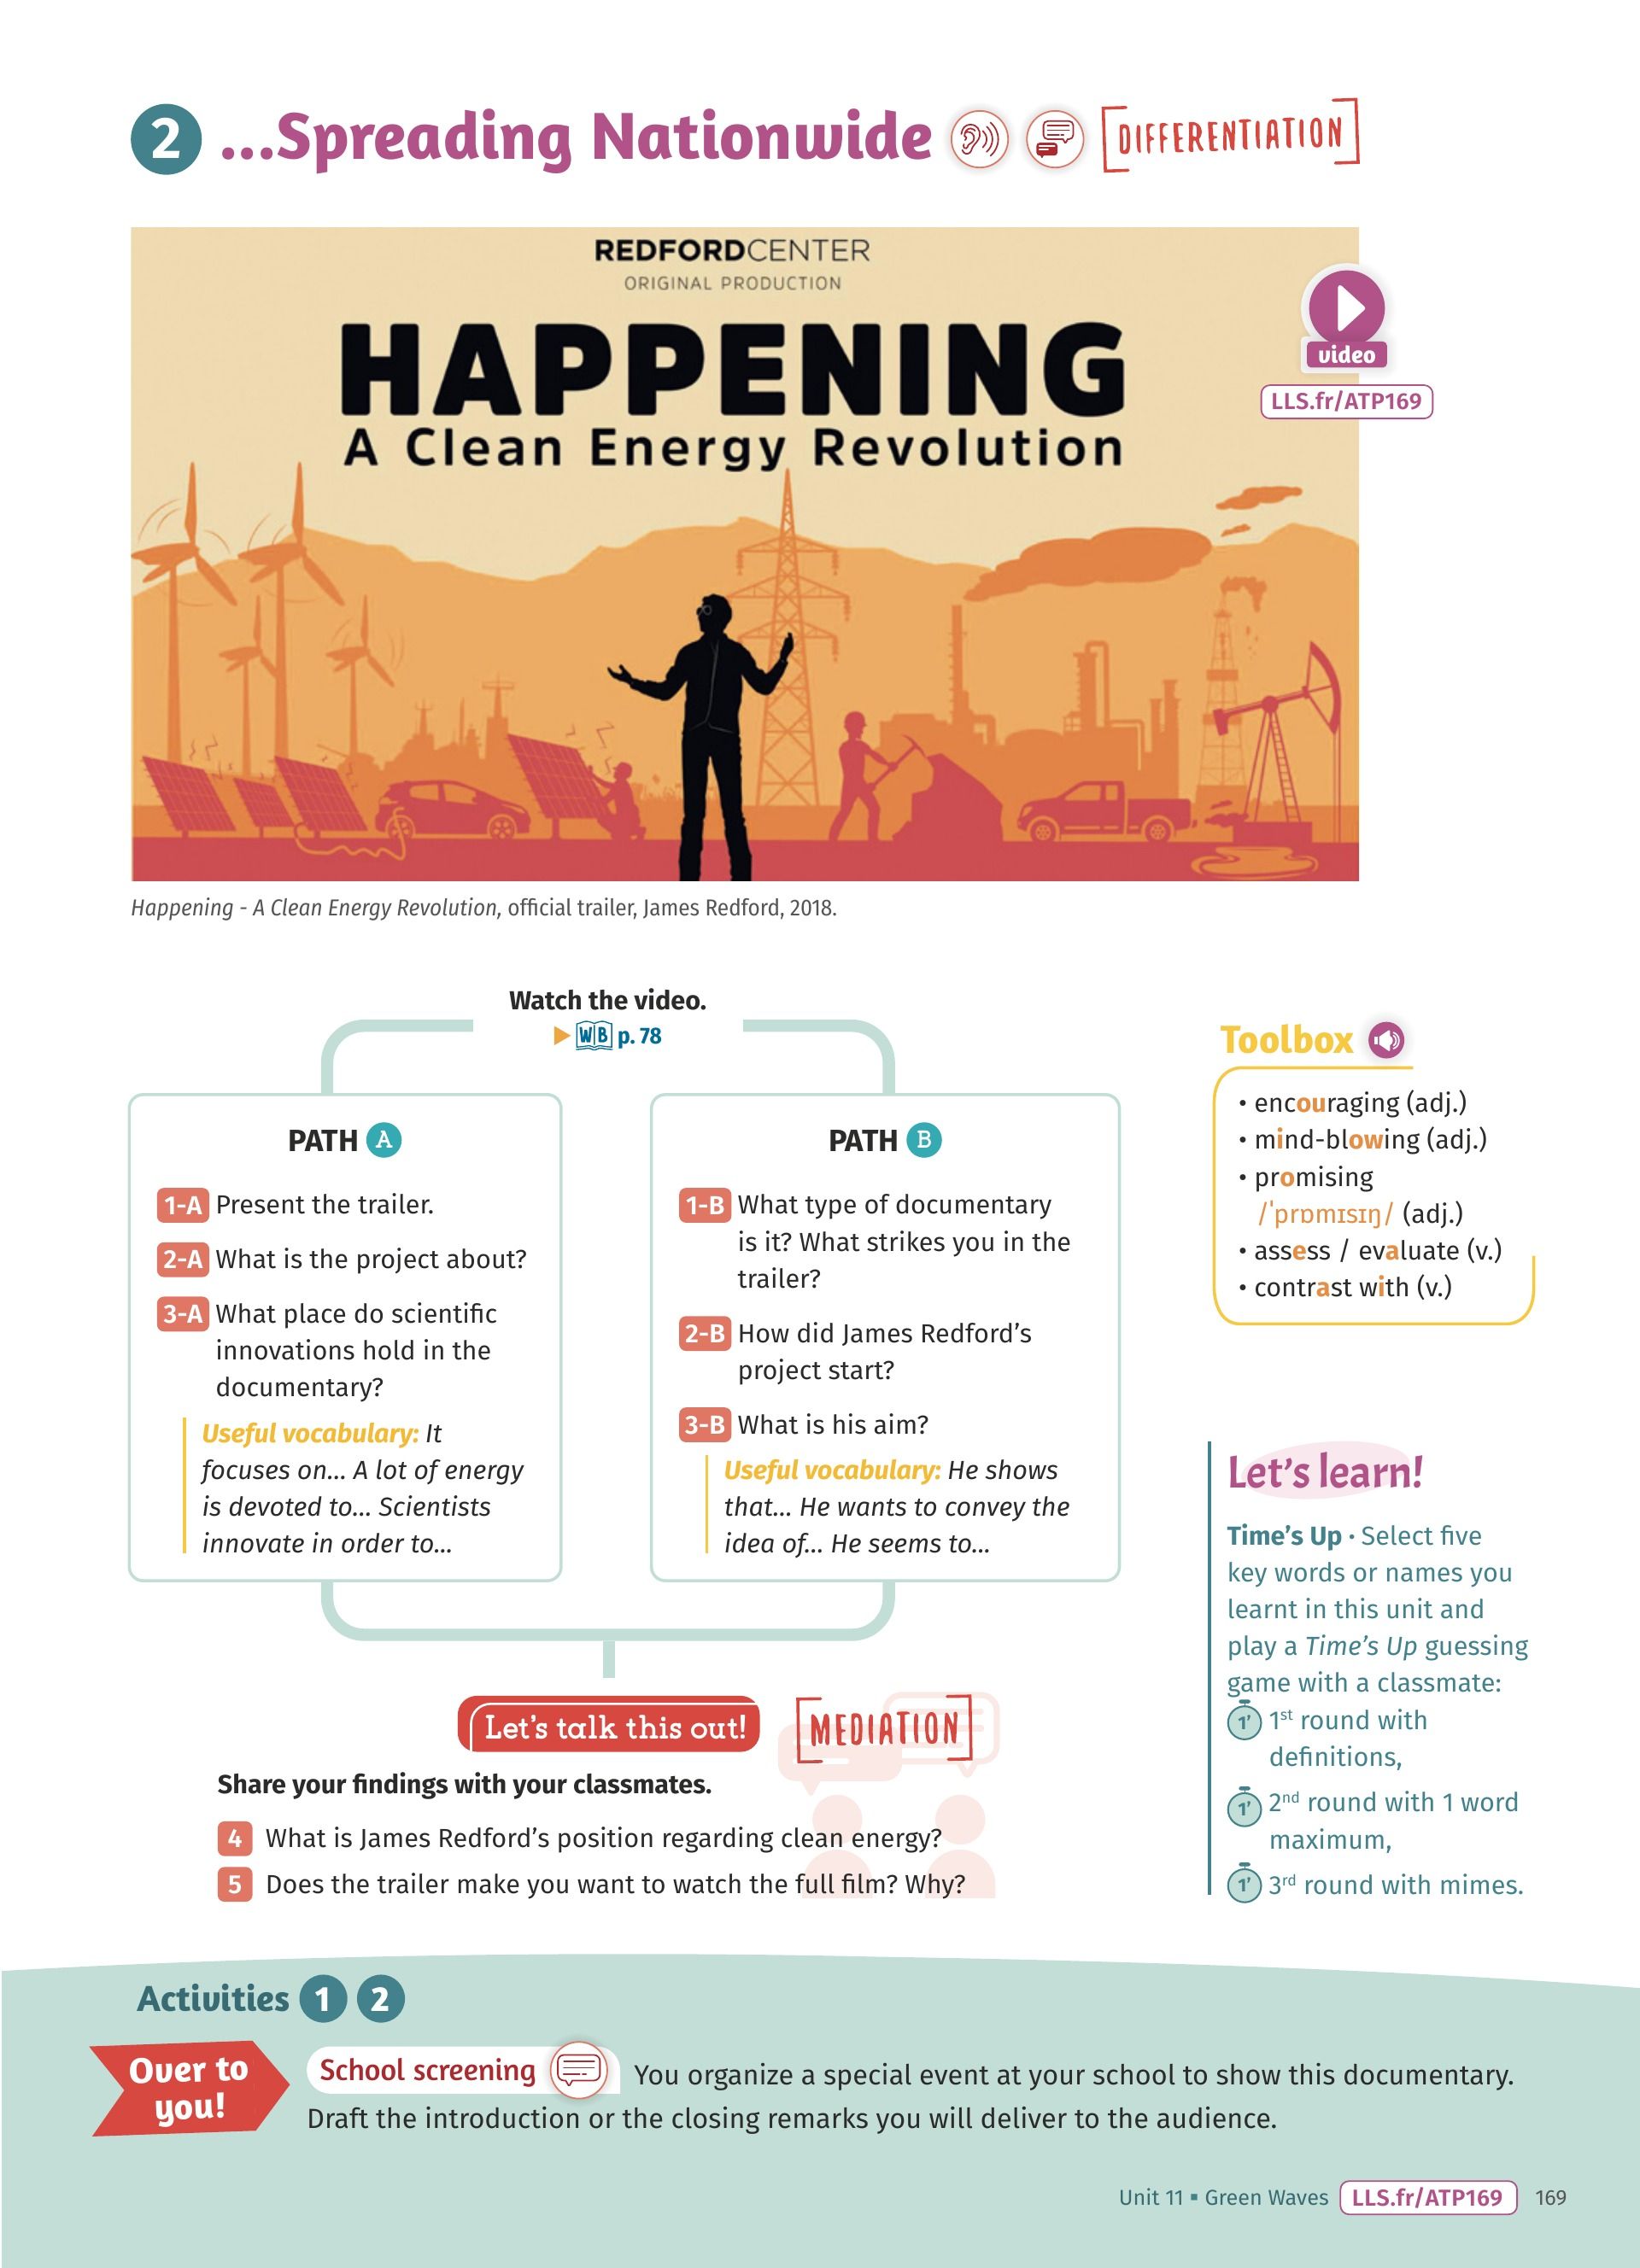 2 ...Spreading Nationwide [DIFFERENTIATION]
REDFORDCENTER
ORIGINAL PRODUCTION
HAPPENING
A Clean Energy Revolution
video
LLS.fr/ATP169
Happening - A Clean Energy Revolution, official trailer, James Redford, 2018.
Watch the video.
▶ WB p. 78
PATH A
1-A Present the trailer.
2-A What is the project about?
3-A What place do scientific
innovations hold in the
documentary?
Useful vocabulary: It
focuses on... A lot of energy
is devoted to... Scientists
innovate in order to...
PATH B
1-B What type of documentary
is it? What strikes you in the
trailer?
2-B How did James Redford's
project start?
3-B What is his aim?
Useful vocabulary: He shows
that... He wants to convey the
idea of... He seems to...
Toolbox
• encouraging (adj.)
• mind-blowing (adj.)
• promising
/ˈprɒmɪsɪŋ/ (adj.)
• assess / evaluate (v.)
• contrast with (v.)
Let's learn!
Time's Up • Select five
key words or names you
learnt in this unit and
play a Time's Up guessing
game with a classmate:
1' 1st round with
definitions,
1' 2nd round with 1 word
maximum,
1' 3rd round with mimes.
Let's talk this out! [MEDIATION]
Share your findings with your classmates.
4 What is James Redford's position regarding clean energy?
5 Does the trailer make you want to watch the full film? Why?
Activities 1 2
Over to
you!
School screening You organize a special event at your school to show this documentary.
Draft the introduction or the closing remarks you will deliver to the audience.
Unit 11 ▪ Green Waves LLS.fr/ATP169 169